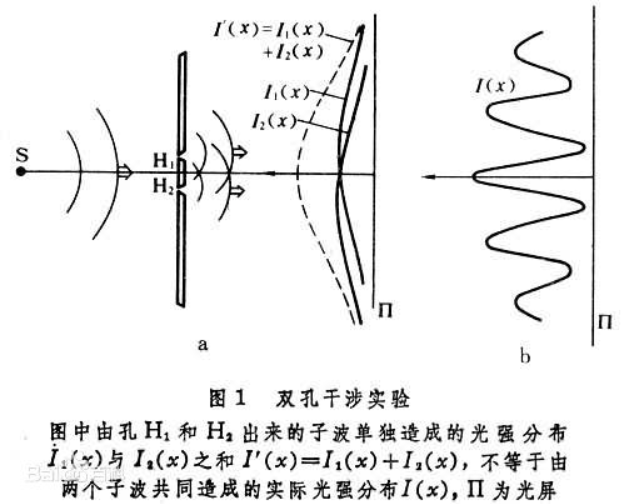 I′(x)=I₁(x)
+I₂(x)
I₁(x)
I₂(x)
S
H₁
H₂
Π
a
I(x)
Π
b
图1 双孔干涉实验
图中由孔H₁和H₂出来的子波单独造成的光强分布
I₁(x)与I₂(x)之和I′(x)=I₁(x)+I₂(x),不等于由
两个子波共同造成的实际光强分布I(x),Π为光屏